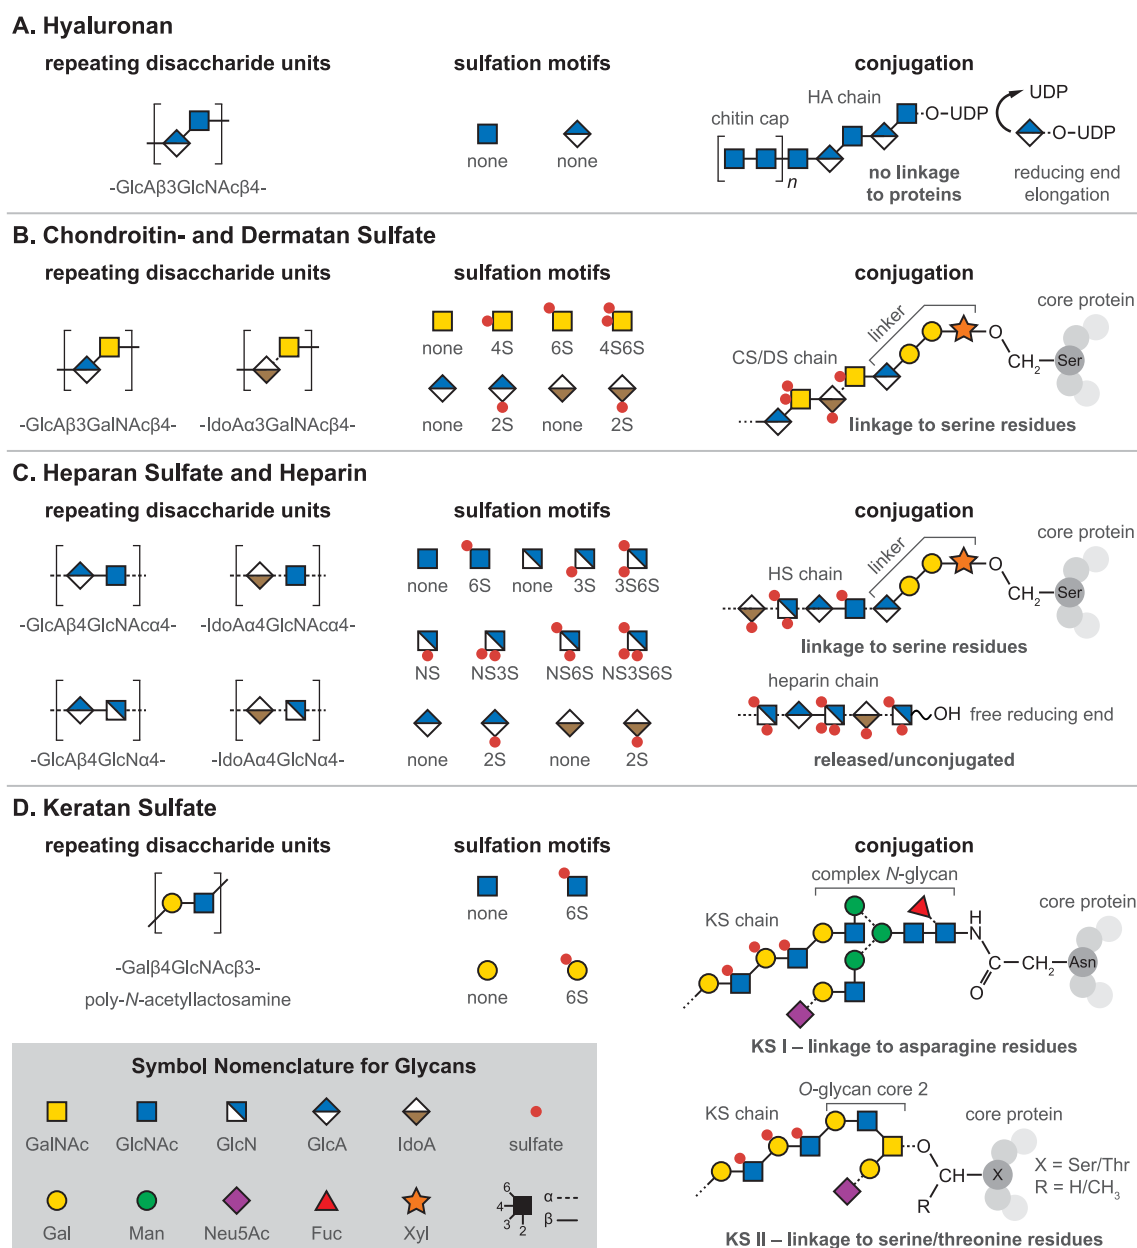 A. Hyaluronan
repeating disaccharide units
sulfation motifs
conjugation
-GlcAβ3GlcNAcβ4-
none none
chitin cap
HA chain
n
O-UDP
UDP
O-UDP
no linkage
to proteins
reducing end
elongation
B. Chondroitin- and Dermatan Sulfate
repeating disaccharide units
sulfation motifs
conjugation
-GlcAβ3GalNAcβ4- -IdoAα3GalNAcβ4-
none 4S 6S 4S6S
none 2S none 2S
CS/DS chain
linker
O
CH2
Ser
core protein
linkage to serine residues
C. Heparan Sulfate and Heparin
repeating disaccharide units
sulfation motifs
conjugation
-GlcAβ4GlcNAcα4- -IdoAα4GlcNAcα4-
-GlcAβ4GlcNα4- -IdoAα4GlcNα4-
none 6S none 3S 3S6S
NS NS3S NS6S NS3S6S
none 2S none 2S
HS chain
linker
O
CH2
Ser
core protein
linkage to serine residues
heparin chain
OH free reducing end
released/unconjugated
D. Keratan Sulfate
repeating disaccharide units
sulfation motifs
conjugation
-Galβ4GlcNAcβ3-
poly-N-acetyllactosamine
none 6S
none 6S
complex N-glycan
KS chain
H
N
C
O
CH2
Asn
core protein
KS I – linkage to asparagine residues
O-glycan core 2
KS chain
O
CH
R
X
core protein
X = Ser/Thr
R = H/CH3
KS II – linkage to serine/threonine residues
Symbol Nomenclature for Glycans
GalNAc GlcNAc GlcN GlcA IdoA sulfate
Gal Man Neu5Ac Fuc Xyl
6
4
3
2
α
β